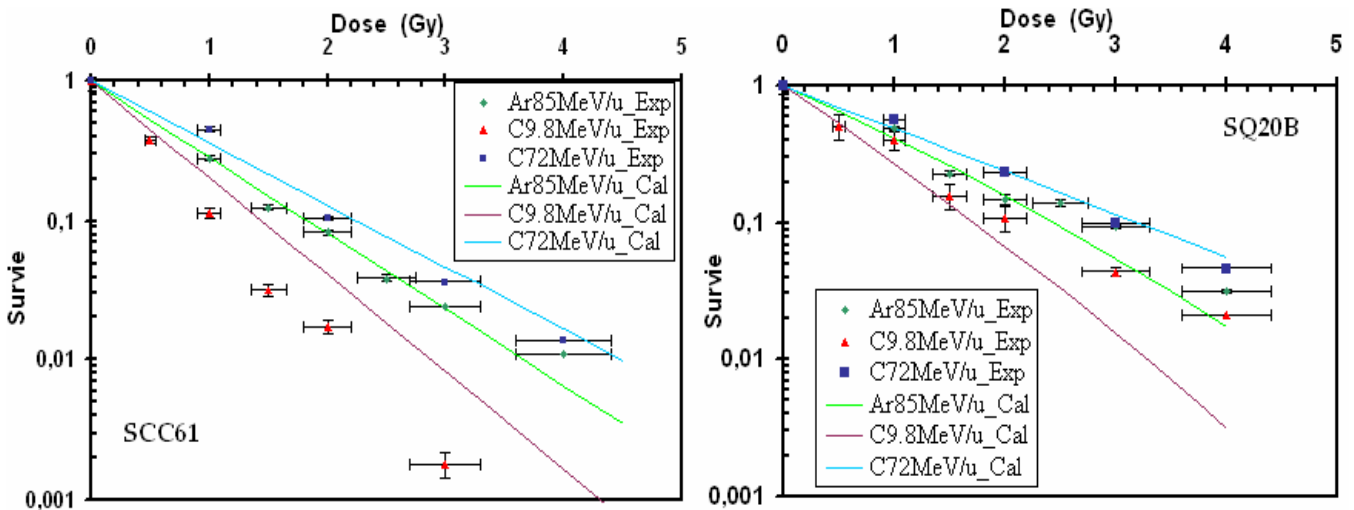 Dose (Gy)
0 1 2 3 4 5
1
0,1
0,01
0,001
Survie
Ar85MeV/u_Exp
C9.8MeV/u_Exp
C72MeV/u_Exp
Ar85MeV/u_Cal
C9.8MeV/u_Cal
C72MeV/u_Cal
SCC61
Dose (Gy)
0 1 2 3 4 5
1
0,1
0,01
0,001
Survie
SQ20B
Ar85MeV/u_Exp
C9.8MeV/u_Exp
C72MeV/u_Exp
Ar85MeV/u_Cal
C9.8MeV/u_Cal
C72MeV/u_Cal